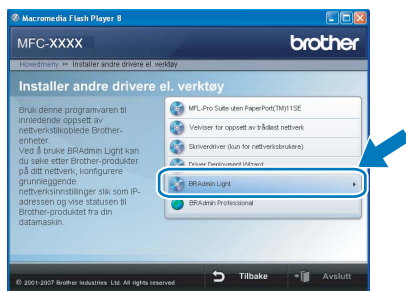 Macromedia Flash Player 8
MFC-XXXX
brother
Hovedmeny ›› Installer andre drivere el. verktøy
Installer andre drivere el. verktøy
Bruk denne programvaren til
innledende oppsett av
nettverkstilkoblede Brother-
enheter.
Ved å bruke BRAdmin Light kan
du søke etter Brother-produkter
på ditt nettverk, konfigurere
grunnleggende
nettverksinnstillinger slik som IP-
adressen og vise statusen til
Brother-produktet fra din
datamaskin.
MFL-Pro Suite uten PaperPort(TM)11SE
Veiviser for oppsett av trådløst nettverk
Skriverdriver (kun for nettverksbrukere)
Driver Deployment Wizard
BRAdmin Light
BRAdmin Professional
© 2001-2007 Brother Industries Ltd. All rights reserved
Tilbake
Avslutt